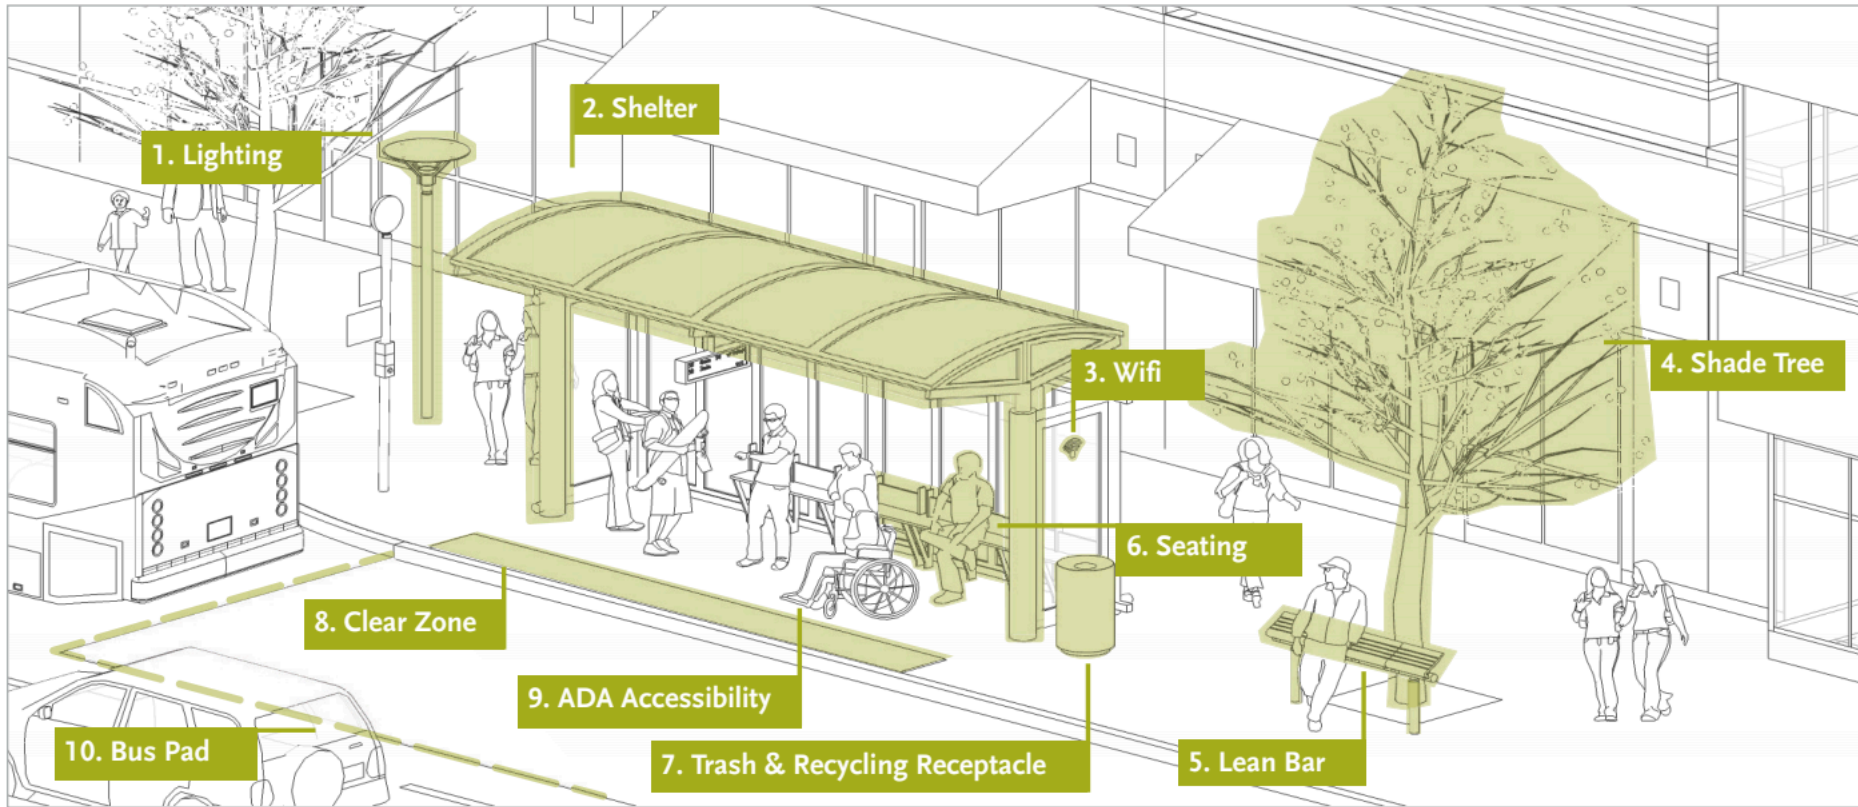 1. Lighting
2. Shelter
3. Wifi
4. Shade Tree
5. Lean Bar
6. Seating
7. Trash & Recycling Receptacle
8. Clear Zone
9. ADA Accessibility
10. Bus Pad